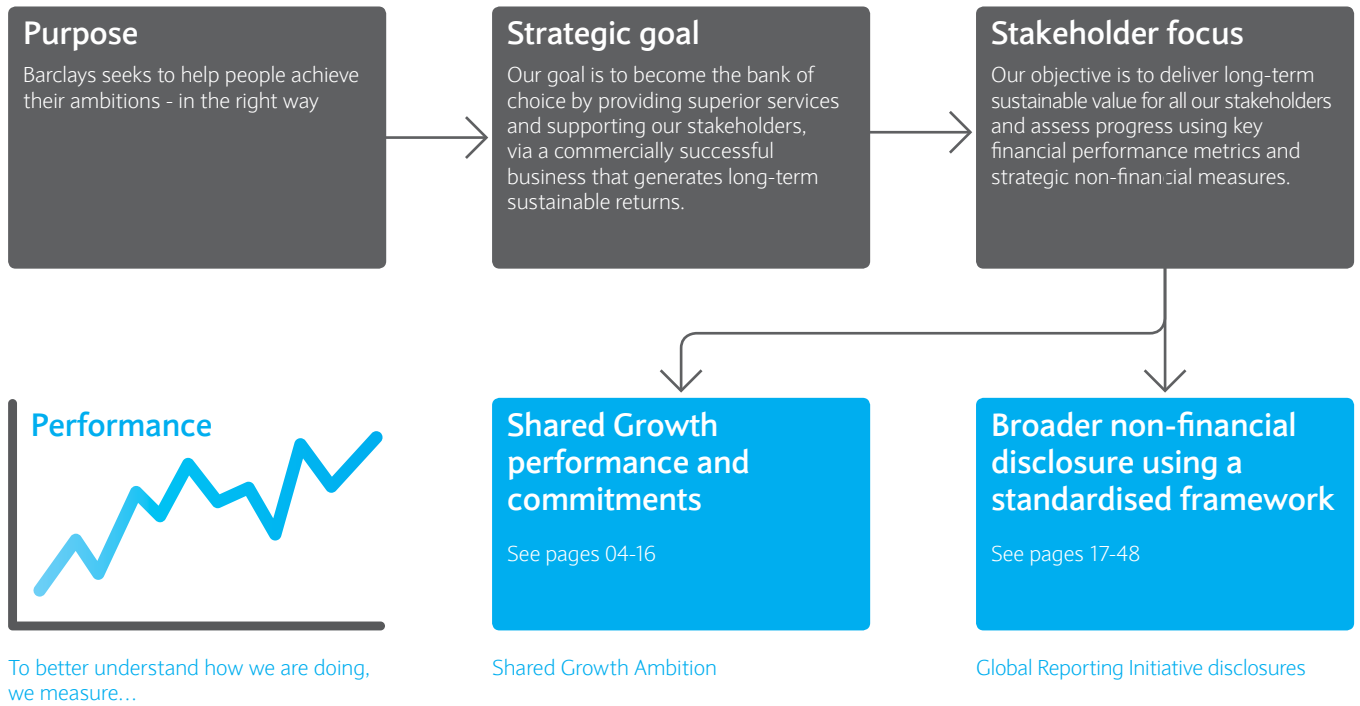 Purpose
Barclays seeks to help people achieve
their ambitions - in the right way
Strategic goal
Our goal is to become the bank of
choice by providing superior services
and supporting our stakeholders,
via a commercially successful
business that generates long-term
sustainable returns.
Stakeholder focus
Our objective is to deliver long-term
sustainable value for all our stakeholders
and assess progress using key
financial performance metrics and
strategic non-financial measures.
Performance
To better understand how we are doing,
we measure…
Shared Growth
performance and
commitments
See pages 04-16
Shared Growth Ambition
Broader non-financial
disclosure using a
standardised framework
See pages 17-48
Global Reporting Initiative disclosures